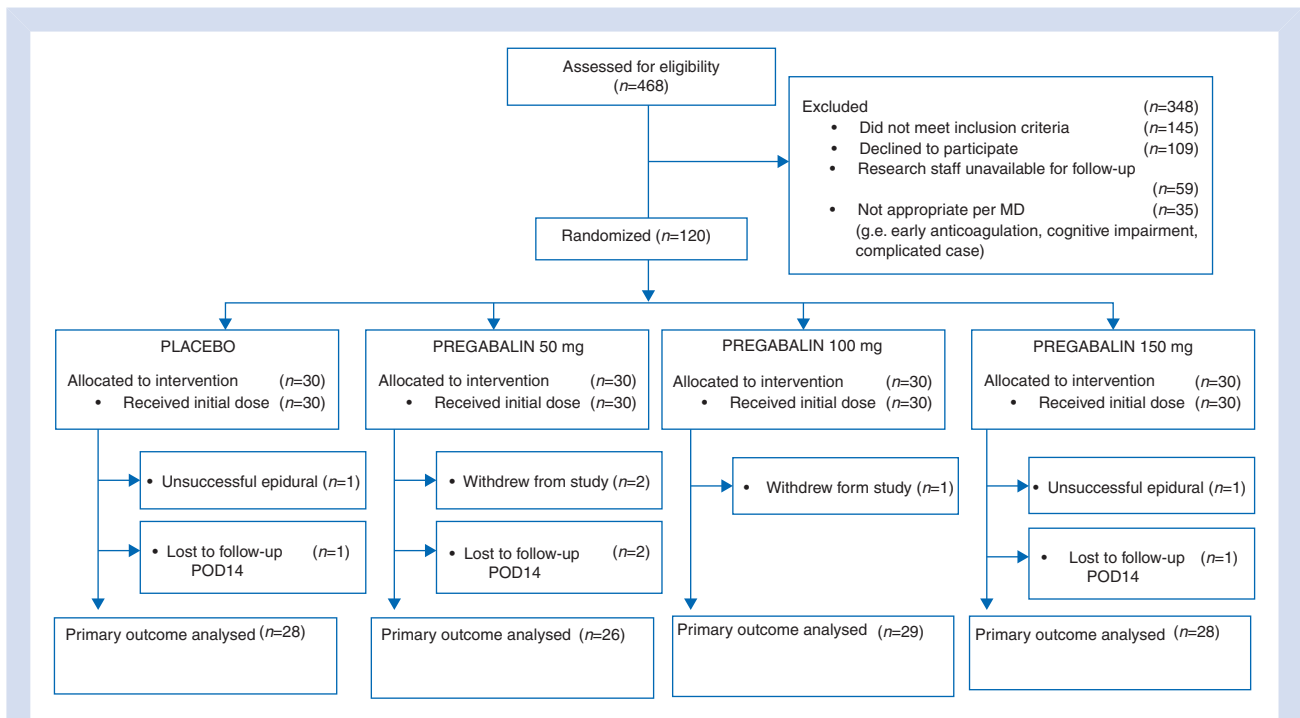 Assessed for eligibility
(n=468)
Excluded (n=348)
• Did not meet inclusion criteria (n=145)
• Declined to participate (n=109)
• Research staff unavailable for follow-up
(n=59)
• Not appropriate per MD (n=35)
(g.e. early anticoagulation, cognitive impairment,
complicated case)
Randomized (n=120)
PLACEBO
Allocated to intervention (n=30)
• Received initial dose (n=30)
PREGABALIN 50 mg
Allocated to intervention (n=30)
• Received initial dose (n=30)
PREGABALIN 100 mg
Allocated to intervention (n=30)
• Received initial dose (n=30)
PREGABALIN 150 mg
Allocated to intervention (n=30)
• Received initial dose (n=30)
• Unsuccessful epidural (n=1)
• Withdrew from study (n=2)
• Withdrew form study (n=1)
• Unsuccessful epidural (n=1)
• Lost to follow-up (n=1)
POD14
• Lost to follow-up (n=2)
POD14
• Lost to follow-up (n=1)
POD14
Primary outcome analysed (n=28)
Primary outcome analysed (n=26)
Primary outcome analysed (n=29)
Primary outcome analysed (n=28)